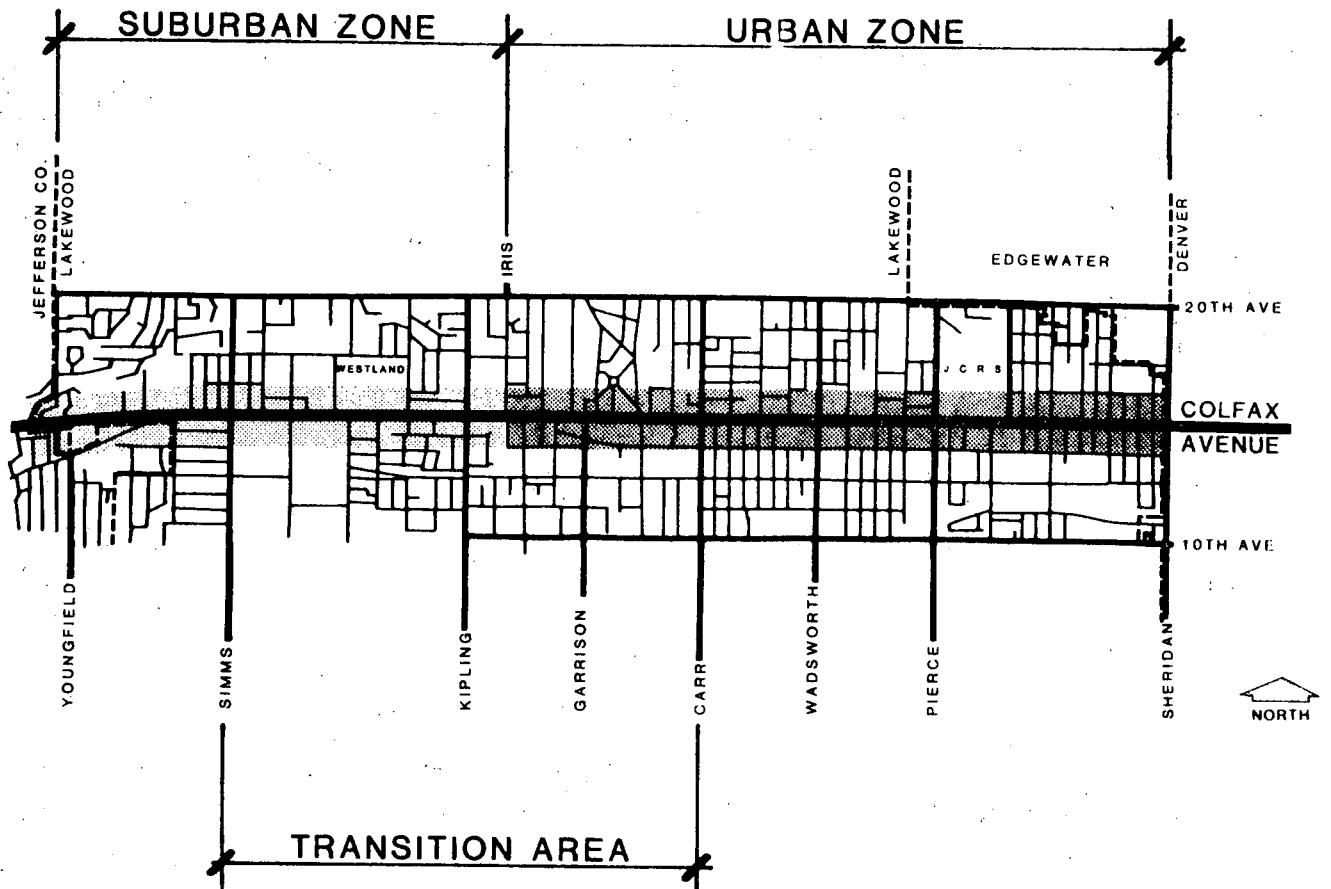 SUBURBAN ZONE
URBAN ZONE
JEFFERSON CO.
LAKEWOOD
IRIS
LAKEWOOD
EDGEWATER
DENVER
20TH AVE
WESTLAND
J C R S
COLFAX
AVENUE
10TH AVE
YOUNGFIELD
SIMMS
KIPLING
GARRISON
CARR
WADSWORTH
PIERCE
SHERIDAN
NORTH
TRANSITION AREA